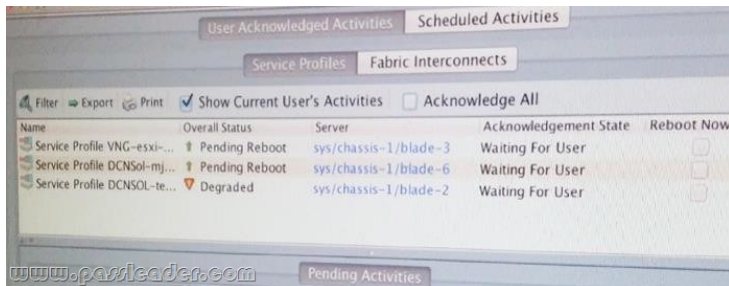 User Acknowledged Activities Scheduled Activities
Service Profiles Fabric Interconnects
Filter Export Print Show Current User's Activities Acknowledge All
Name Overall Status Server Acknowledgement State Reboot Now
Service Profile VNG-esxi-... Pending Reboot sys/chassis-1/blade-3 Waiting For User
Service Profile DCNSol-mj... Pending Reboot sys/chassis-1/blade-6 Waiting For User
Service Profile DCNSOL-te... Degraded sys/chassis-1/blade-2 Waiting For User
www.passleader.com
Pending Activities